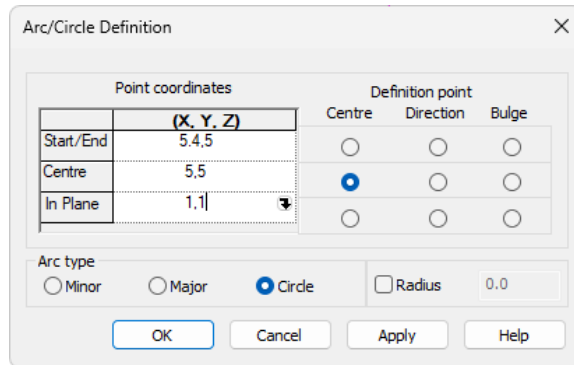 Arc/Circle Definition
Point coordinates
Definition point
(X, Y, Z)
Centre Direction Bulge
Start/End 5.4,5
Centre 5,5
In Plane 1,1
Arc type
Minor Major Circle Radius 0.0
OK Cancel Apply Help